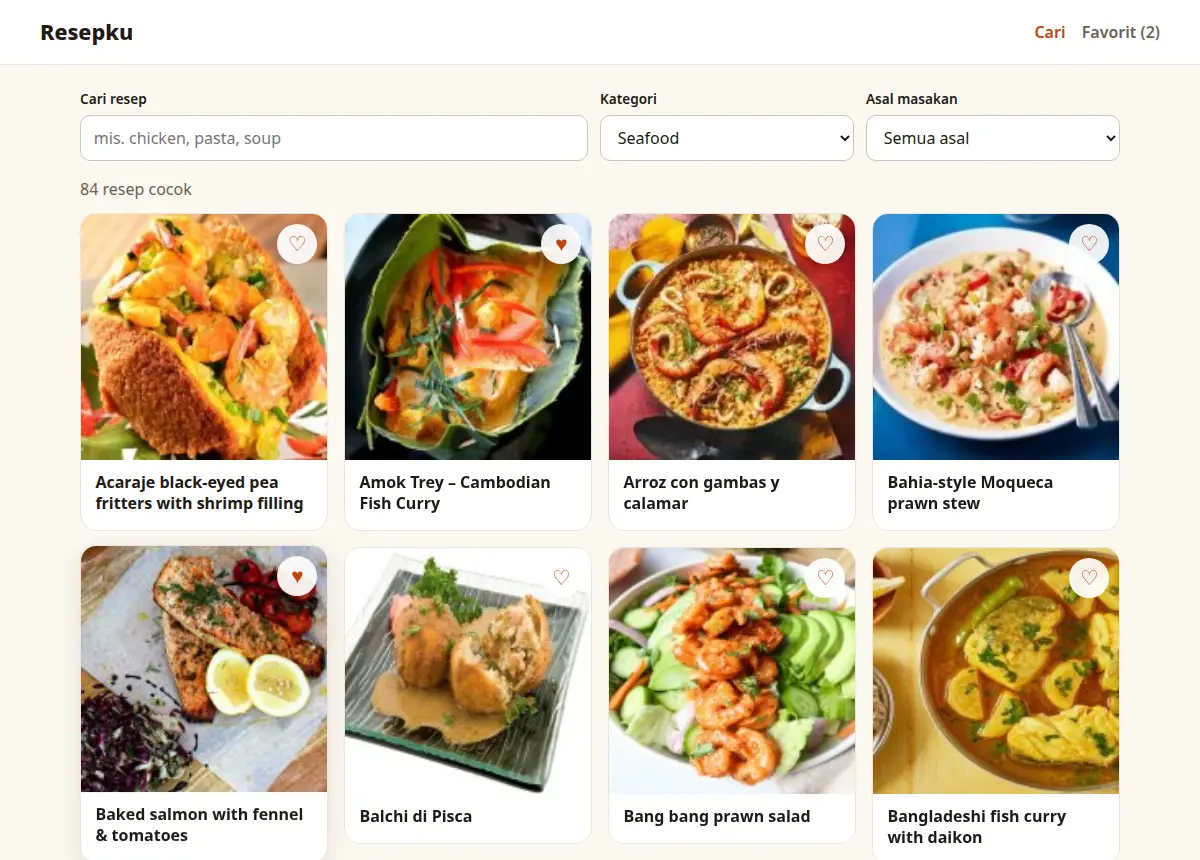 Resepku
Cari
Favorit (2)
Cari resep
Kategori
Asal masakan
mis. chicken, pasta, soup
Seafood
Semua asal
84 resep cocok
Acaraje black-eyed pea
fritters with shrimp filling
Amok Trey – Cambodian
Fish Curry
Arroz con gambas y
calamar
Bahia-style Moqueca
prawn stew
Baked salmon with fennel
& tomatoes
Balchi di Pisca
Bang bang prawn salad
Bangladeshi fish curry
with daikon